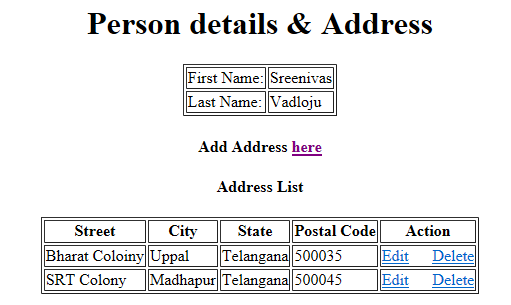 Person details & Address
First Name: Sreenivas
Last Name: Vadloju
Add Address here
Address List
Street City State Postal Code Action
Bharat Coloiny Uppal Telangana 500035 Edit Delete
SRT Colony Madhapur Telangana 500045 Edit Delete